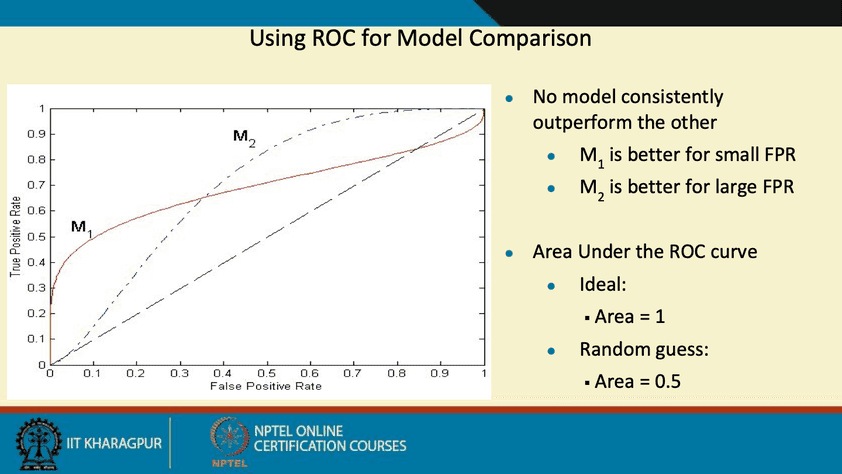 Using ROC for Model Comparison
1
0.9
0.8
0.7
0.6
0.5
0.4
0.3
0.2
0.1
0
True Positive Rate
M1
M2
0 0.1 0.2 0.3 0.4 0.5 0.6 0.7 0.8 0.9 1
False Positive Rate
• No model consistently
outperform the other
• M1 is better for small FPR
• M2 is better for large FPR
• Area Under the ROC curve
• Ideal:
▪ Area = 1
• Random guess:
▪ Area = 0.5
IIT KHARAGPUR
NPTEL
NPTEL ONLINE
CERTIFICATION COURSES